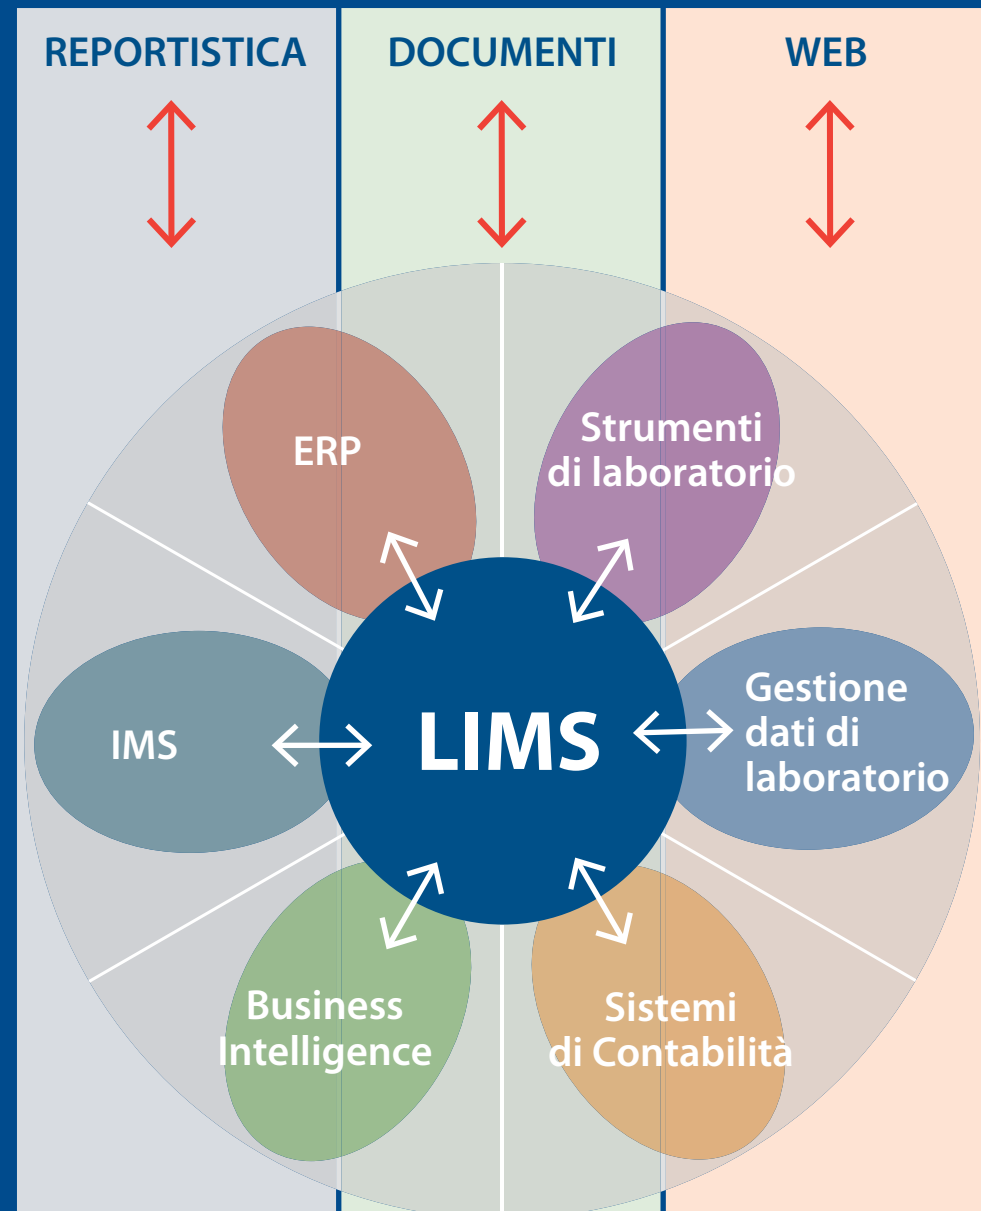 REPORTISTICA
DOCUMENTI
WEB
ERP
Strumenti
di laboratorio
IMS
LIMS
Gestione
dati di
laboratorio
Business
Intelligence
Sistemi
di Contabilità